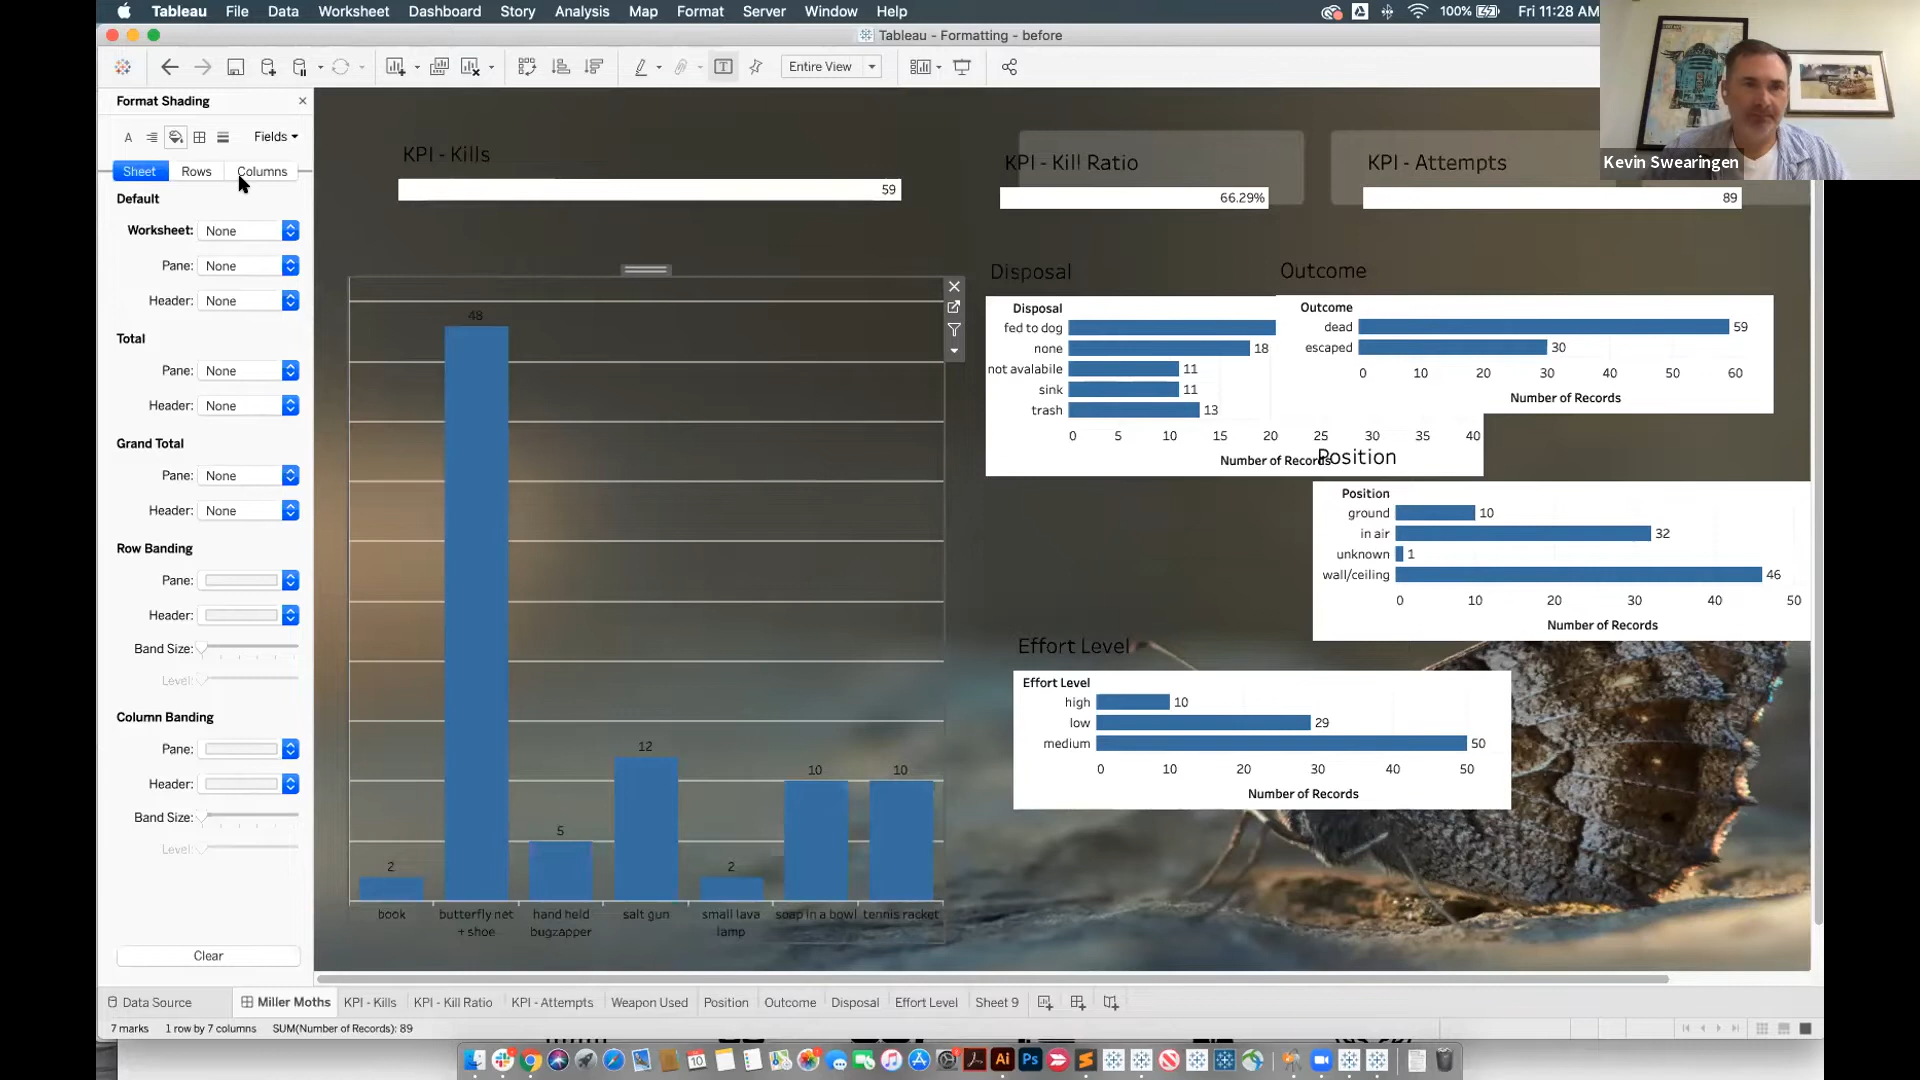 Tableau File Data Worksheet Dashboard Story Analysis Map Format Server Window Help 100% Fri 11:28 AM
Tableau - Formatting - before
Entire View
Format Shading
Fields
Sheet Rows Columns
Default
Worksheet: None
Pane: None
Header: None
Total
Pane: None
Header: None
Grand Total
Pane: None
Header: None
Row Banding
Pane:
Header:
Band Size:
Level:
Column Banding
Pane:
Header:
Band Size:
Level:
Clear
KPI - Kills
59
KPI - Kill Ratio
66.29%
KPI - Attempts
89
Kevin Swearingen
48
2
5
12
2
10
10
book
butterfly net
+ shoe
hand held
bugzapper
salt gun
small lava
lamp
soap in a bowl
tennis racket
Disposal
Disposal
fed to dog
none 18
not avalabile 11
sink 11
trash 13
0 5 10 15 20 25 30 35 40
Number of Records
Outcome
Outcome
dead 59
escaped 30
0 10 20 30 40 50 60
Number of Records
Position
Position
ground 10
in air 32
unknown 1
wall/ceiling 46
0 10 20 30 40 50
Number of Records
Effort Level
Effort Level
high 10
low 29
medium 50
0 10 20 30 40 50
Number of Records
Data Source Miller Moths KPI - Kills KPI - Kill Ratio KPI - Attempts Weapon Used Position Outcome Disposal Effort Level Sheet 9
7 marks 1 row by 7 columns SUM(Number of Records): 89
10
Ai
Ps